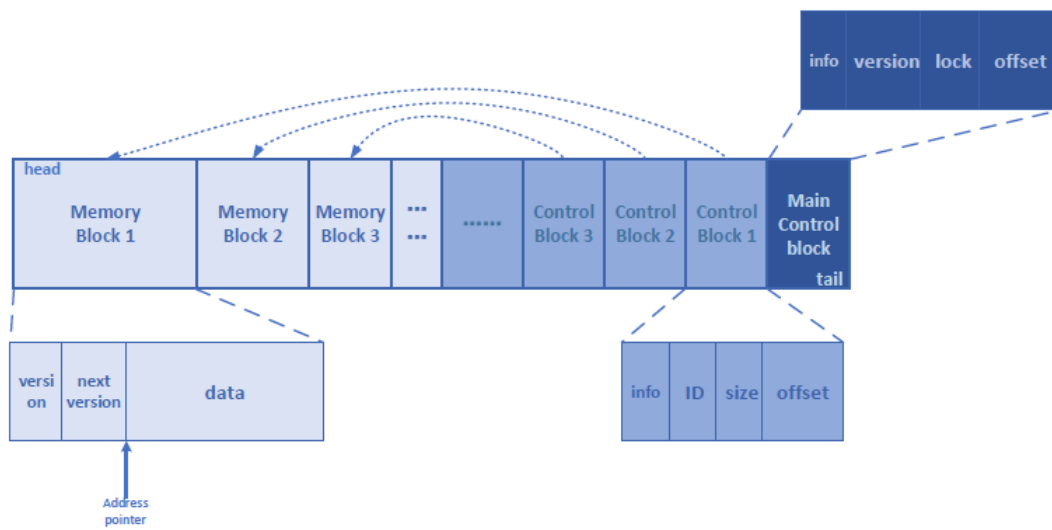 info version lock offset
head
Memory
Block 1
Memory
Block 2
Memory
Block 3
...
...
......
Control
Block 3
Control
Block 2
Control
Block 1
Main
Control
block
tail
versi
on
next
version
data
info ID size offset
Address
pointer